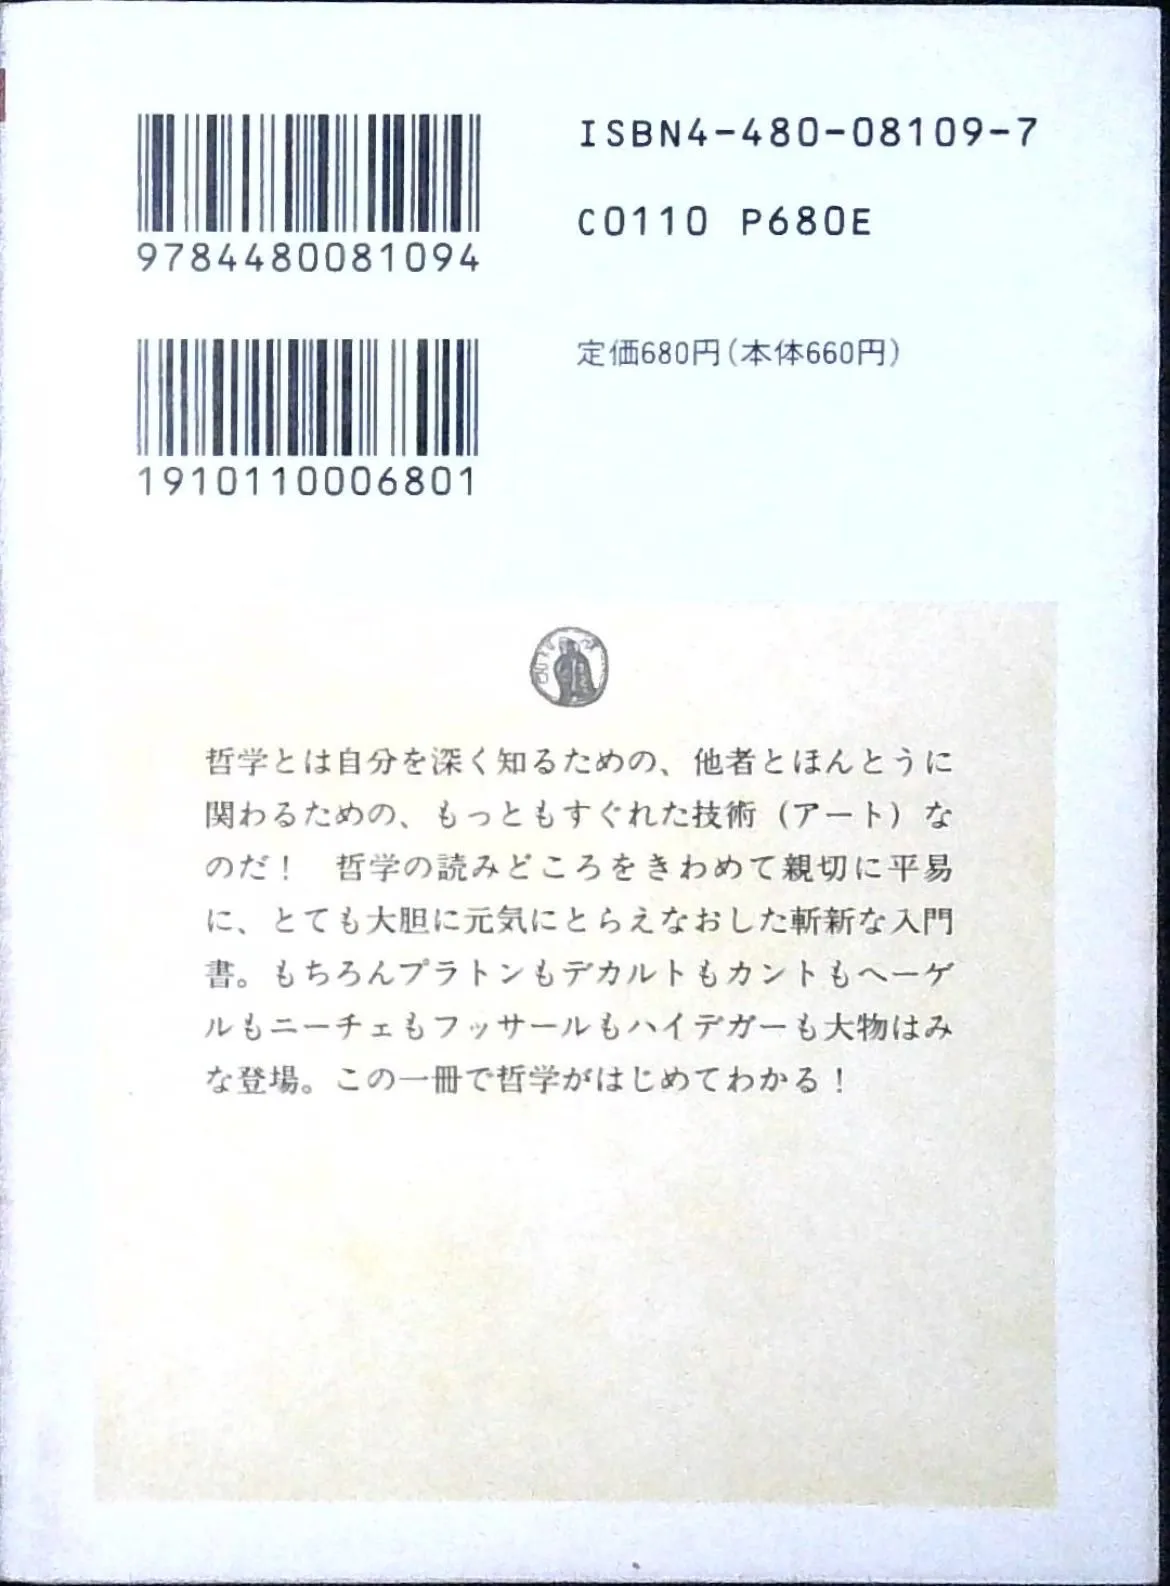 ISBN4-480-08109-7
C0110 P680E
9784480081094
定価680円(本体660円)
1910110006801
哲学とは自分を深く知るための、他者とほんとうに
関わるための、もっともすぐれた技術（アート）な
のだ！　哲学の読みどころをきわめて親切に平易
に、とても大胆に元気にとらえなおした斬新な入門
書。もちろんプラトンもデカルトもカントもヘーゲ
ルもニーチェもフッサールもハイデガーも大物はみ
な登場。この一冊で哲学がはじめてわかる！